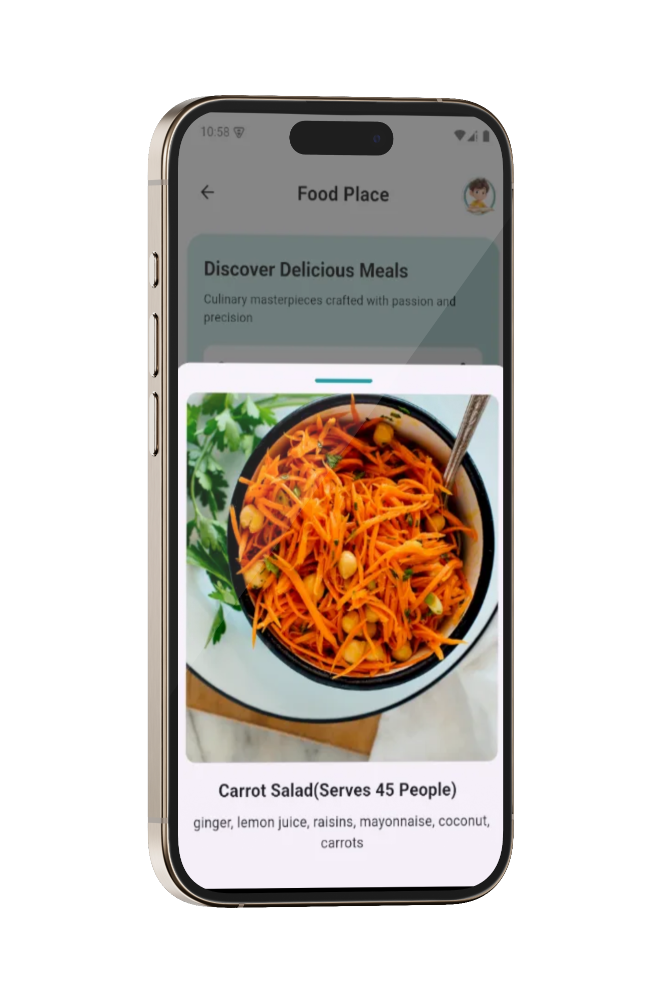 10:58
Food Place
Discover Delicious Meals
Culinary masterpieces crafted with passion and
precision
Carrot Salad(Serves 45 People)
ginger, lemon juice, raisins, mayonnaise, coconut,
carrots